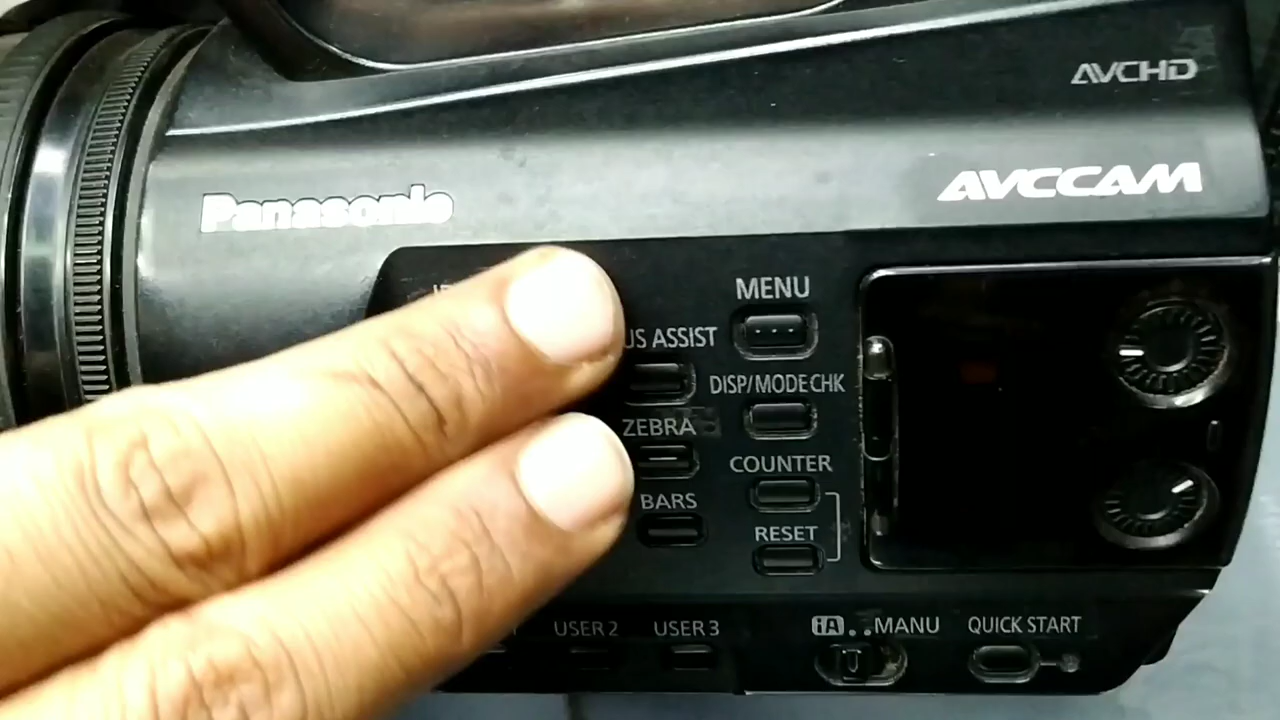 AVCHD
Panasonic
AVCCAM
MENU
US ASSIST
DISP/MODE CHK
ZEBRA
COUNTER
BARS
RESET
USER 2
USER 3
iA
MANU
QUICK START